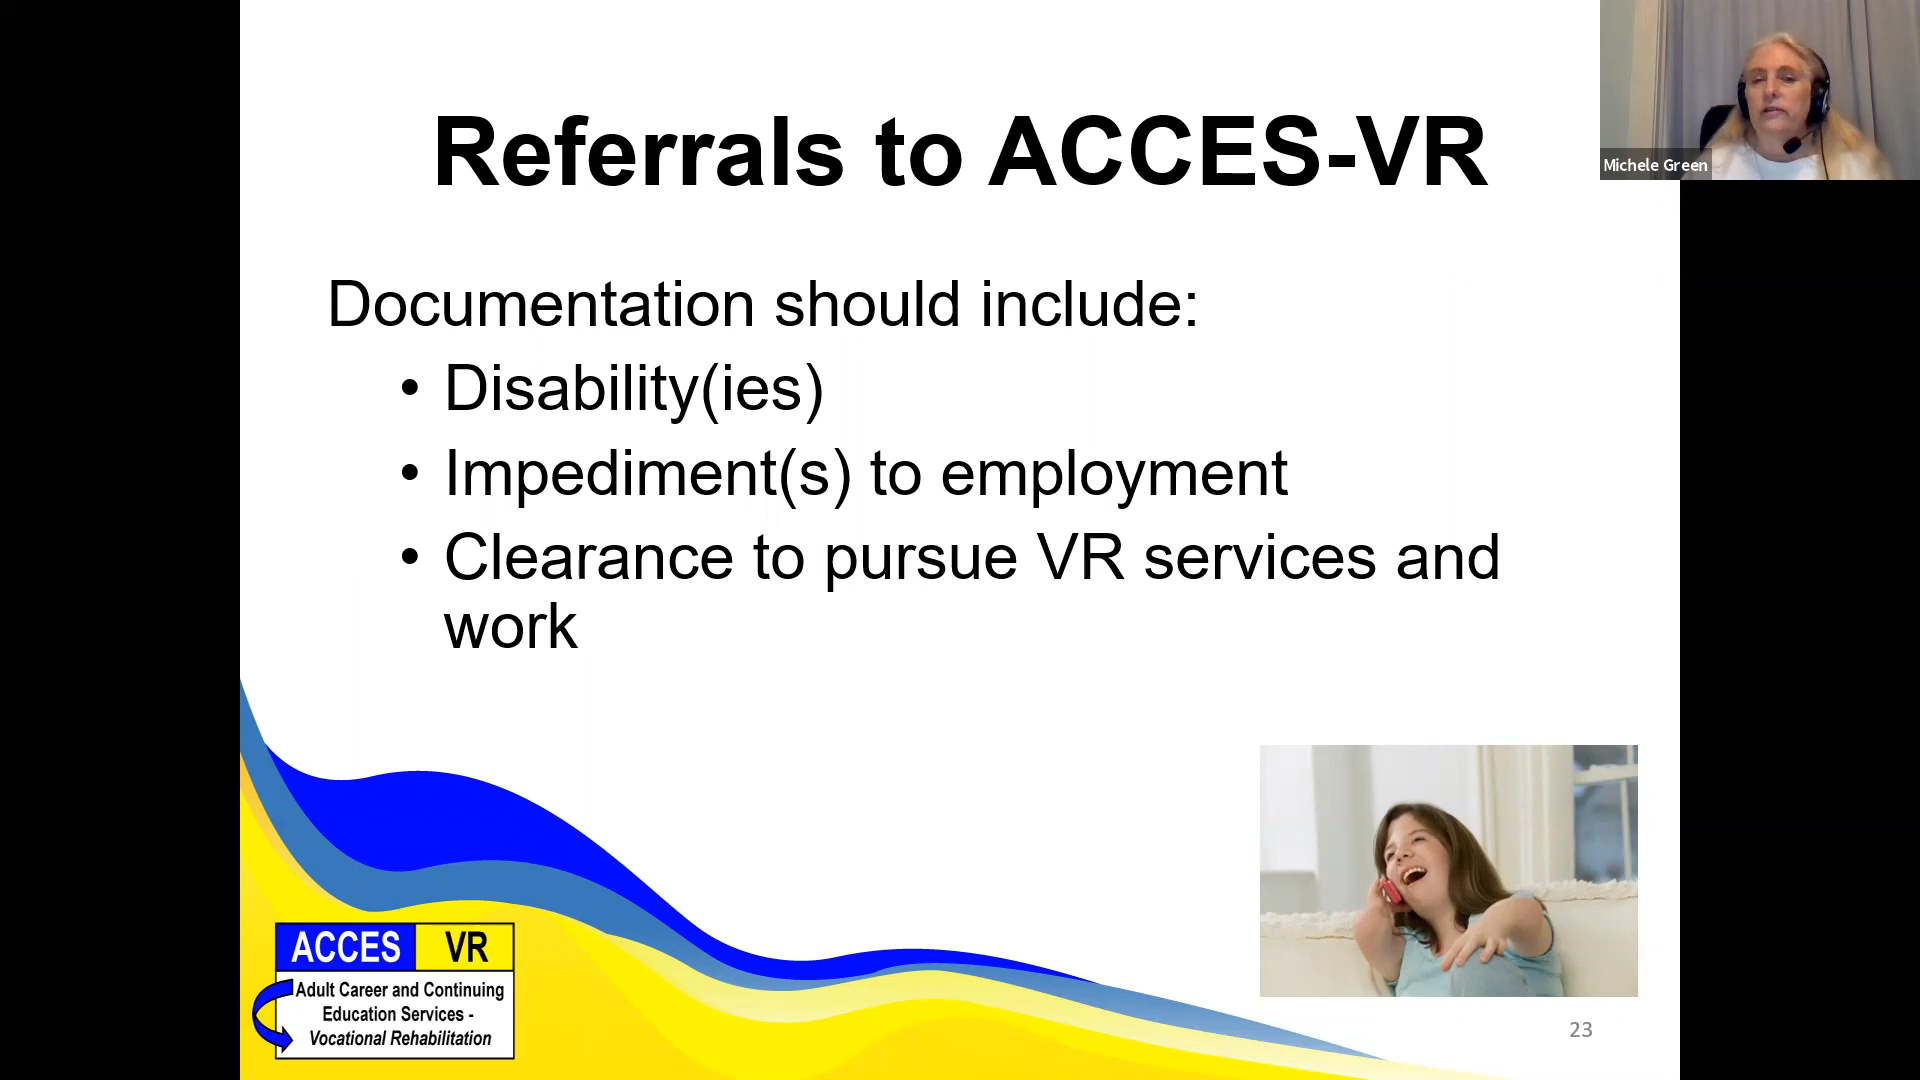 Referrals to ACCES-VR
Michele Green
Documentation should include:
• Disability(ies)
• Impediment(s) to employment
• Clearance to pursue VR services and
work
ACCES VR
Adult Career and Continuing
Education Services -
Vocational Rehabilitation
23